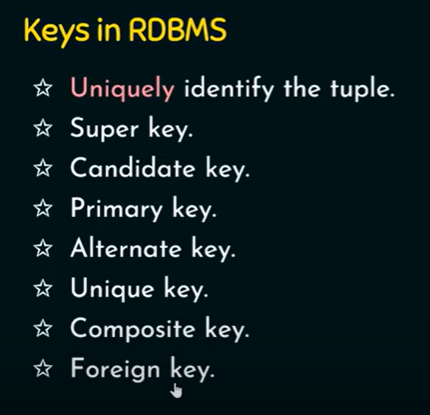 Keys in RDBMS
☆ Uniquely identify the tuple.
☆ Super key.
☆ Candidate key.
☆ Primary key.
☆ Alternate key.
☆ Unique key.
☆ Composite key.
☆ Foreign key.